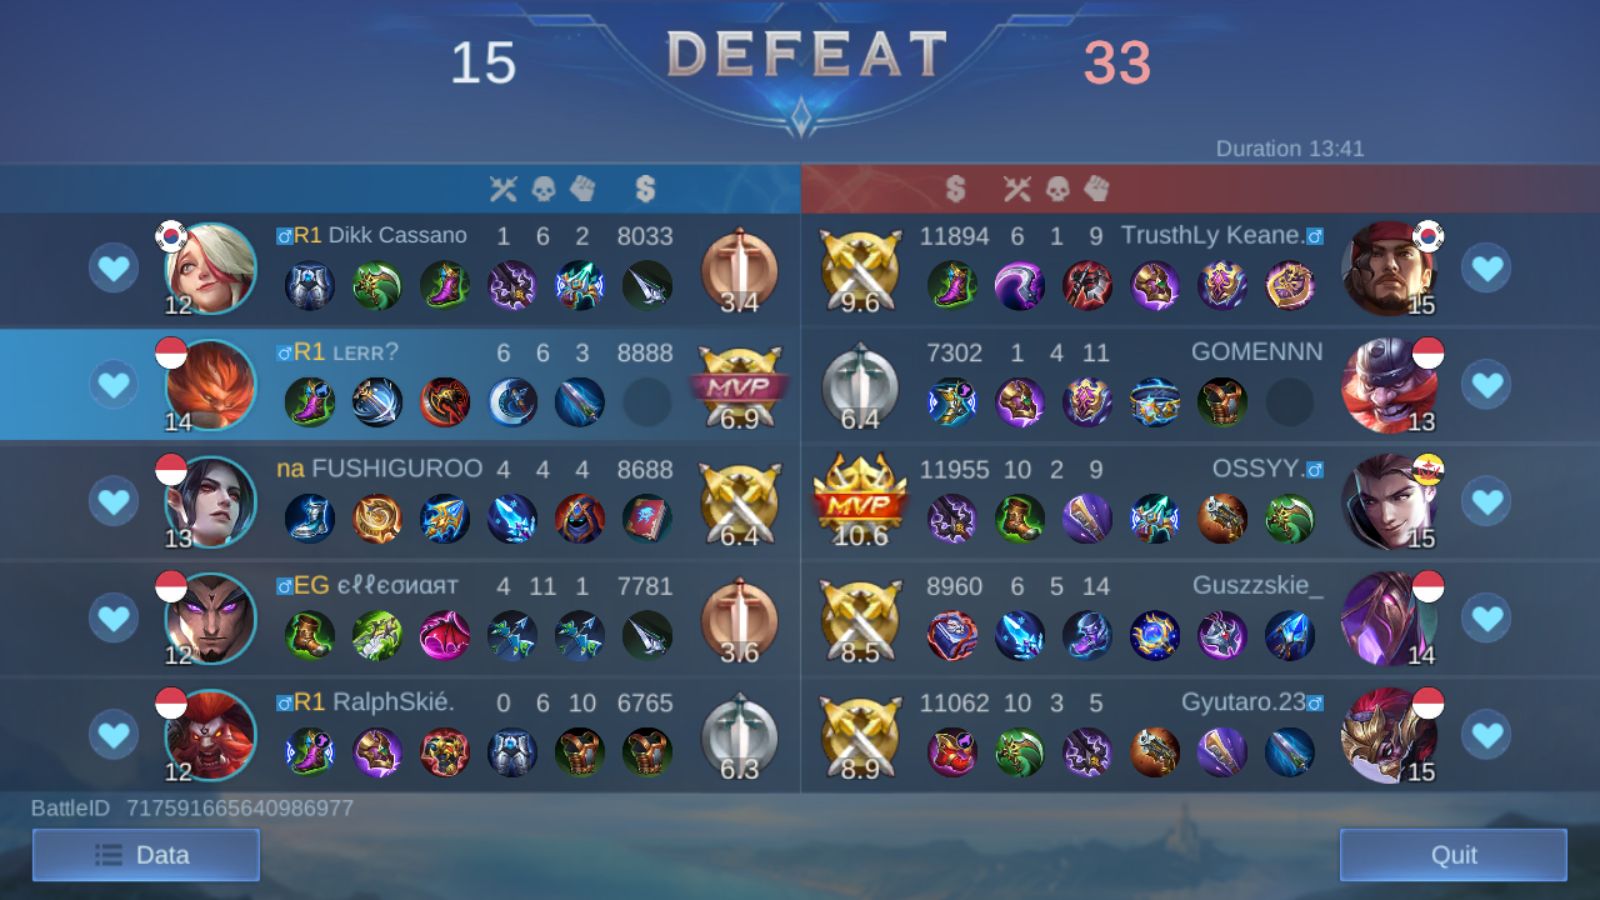 15 DEFEAT 33
Duration 13:41
R1 Dikk Cassano 1 6 2 8033
12 3.4
9.6 11894 6 1 9 TrusthLy Keane. 15
R1 ʟᴇʀʀ? 6 6 3 8888
14 MVP 6.9
6.4 7302 1 4 11 GOMENNN 13
na FUSHIGUROO 4 4 4 8688
13 6.4
MVP 10.6 11955 10 2 9 OSSYY. 15
EG єℓℓєσиαят 4 11 1 7781
12 3.6
8.5 8960 6 5 14 Guszzskie_ 14
R1 RalphSkié. 0 6 10 6765
12 6.3
8.9 11062 10 3 5 Gyutaro.23 15
BattleID 717591665640986977
Data
Quit